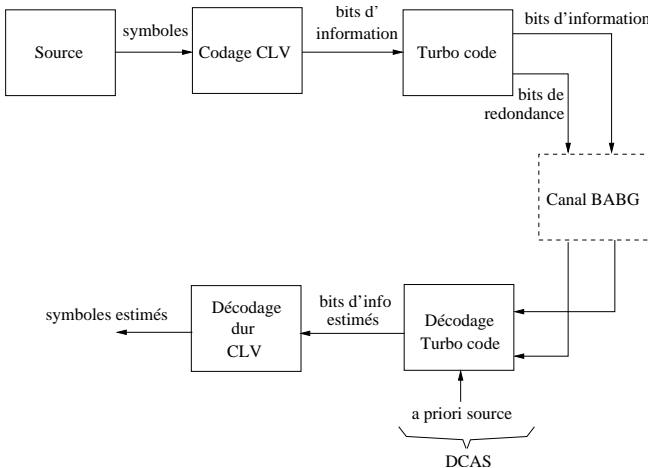 Source
symboles
Codage CLV
bits d'
information
Turbo code
bits d'information
bits de
redondance
Canal BABG
symboles estimés
Décodage
dur
CLV
bits d'info
estimés
Décodage
Turbo code
a priori source
DCAS